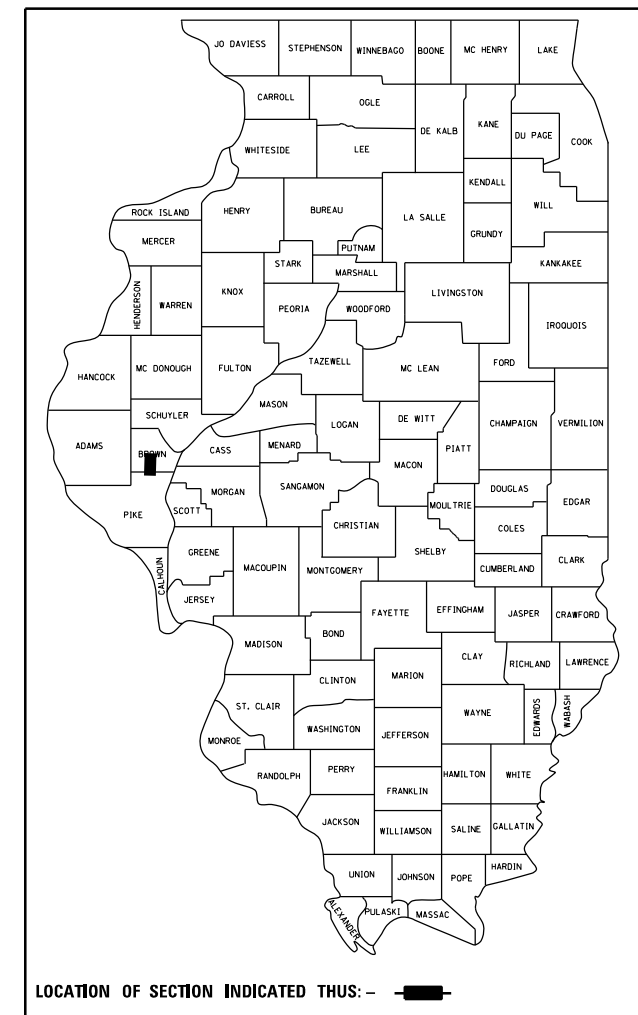 JO DAVIESS STEPHENSON WINNEBAGO BOONE MC HENRY LAKE
CARROLL OGLE
DE KALB KANE DU PAGE COOK
WHITESIDE LEE
KENDALL
ROCK ISLAND HENRY BUREAU LA SALLE GRUNDY WILL
MERCER PUTNAM
STARK MARSHALL KANKAKEE
HENDERSON WARREN KNOX PEORIA WOODFORD LIVINGSTON IROQUOIS
HANCOCK MC DONOUGH FULTON TAZEWELL MC LEAN FORD
SCHUYLER MASON LOGAN DE WITT CHAMPAIGN VERMILION
ADAMS BROWN CASS MENARD PIATT
MACON
PIKE SCOTT MORGAN SANGAMON MOULTRIE DOUGLAS EDGAR
CHRISTIAN COLES
CALHOUN GREENE MACOUPIN MONTGOMERY SHELBY CUMBERLAND CLARK
JERSEY
FAYETTE EFFINGHAM JASPER CRAWFORD
MADISON BOND
CLAY RICHLAND LAWRENCE
CLINTON MARION
ST. CLAIR WAYNE EDWARDS WABASH
WASHINGTON JEFFERSON
MONROE
RANDOLPH PERRY HAMILTON WHITE
FRANKLIN
JACKSON WILLIAMSON SALINE GALLATIN
HARDIN
UNION JOHNSON POPE
ALEXANDER PULASKI MASSAC
LOCATION OF SECTION INDICATED THUS: –